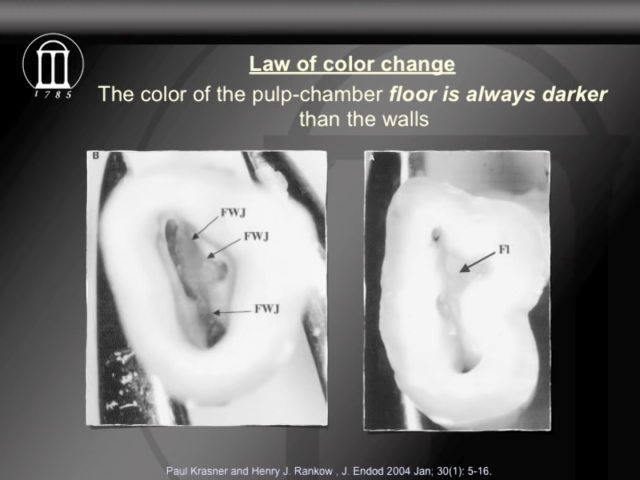 1785
Law of color change
The color of the pulp-chamber floor is always darker
than the walls
B
FWJ
FWJ
FWJ
A
Fl
Paul Krasner and Henry J. Rankow , J. Endod 2004 Jan; 30(1): 5-16.